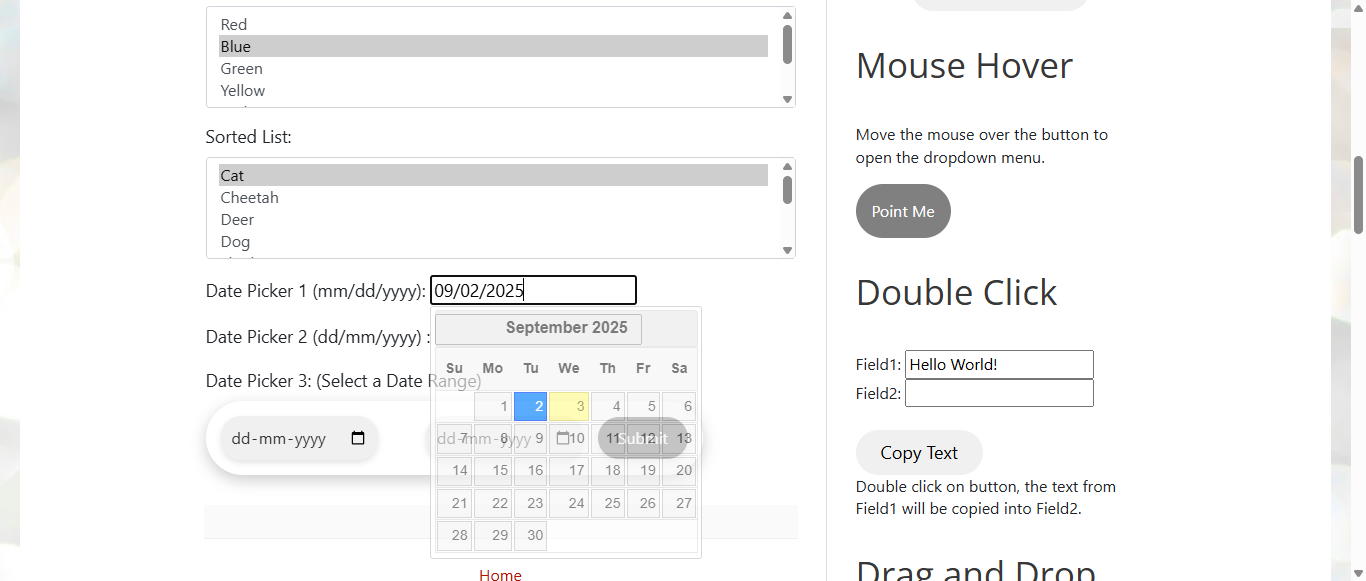 Red
Blue
Green
Yellow
Sorted List:
Cat
Cheetah
Deer
Dog
Date Picker 1 (mm/dd/yyyy): 09/02/2025
Date Picker 2 (dd/mm/yyyy) :
September 2025
Su Mo Tu We Th Fr Sa
Date Picker 3: (Select a Date Range)
1 2 3 4 5 6
dd-mm-yyyy
dd-mm-yyyy
Submit
7 8 9 10 11 12 13
14 15 16 17 18 19 20
21 22 23 24 25 26 27
28 29 30
Home
Mouse Hover
Move the mouse over the button to
open the dropdown menu.
Point Me
Double Click
Field1: Hello World!
Field2:
Copy Text
Double click on button, the text from
Field1 will be copied into Field2.
Drag and Drop